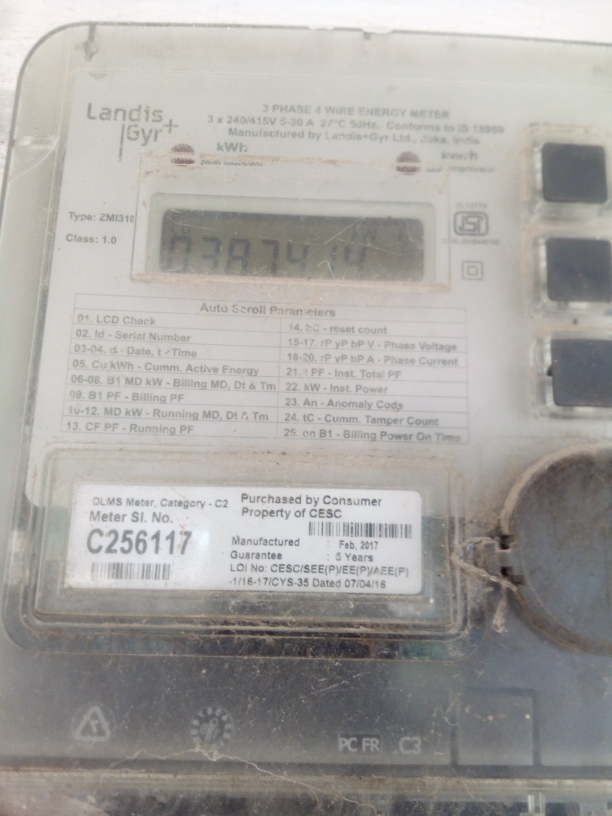 Landis
Gyr+
3 PHASE 4 WIRE ENERGY METER
3 x 240/415V 5-30 A 27°C 50Hz, Conforms to IS 15959
Manufactured by Landis+Gyr Ltd., Joka, India
kWh
Type: ZMI310
Class: 1.0
Auto Scroll Parameters
01. LCD Check
02. Id - Serial Number
03-04. d - Date, t - Time
05. Cu kWh - Cumm. Active Energy
06-08. B1 MD kW - Billing MD, Dt & Tm
09. B1 PF - Billing PF
10-12. MD kW - Running MD, Dt & Tm
13. CF PF - Running PF
- reset count
15-17. rP yP bP V - Phase Voltage
18-20. rP yP bP A - Phase Current
21. t PF - Inst. Total PF
22. kW - Inst. Power
23. An - Anomaly Code
24. tC - Cumm. Tamper Count
25. on B1 - Billing Power On Time
DLMS Meter, Category - C2
Meter Sl. No.
C256117
Purchased by Consumer
Property of CESC
Manufactured : Feb, 2017
Guarantee : 5 Years
LOI No: CESC/SEE(P)/EE(P)/AEE(P)
-1/16-17/CYS-35 Dated 07/04/16
PC FR C3